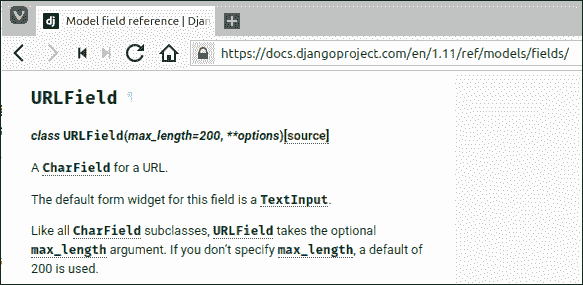 dj Model field reference | Djan
https://docs.djangoproject.com/en/1.11/ref/models/fields/
URLField ¶
class URLField(max_length=200, **options)[source]
A CharField for a URL.
The default form widget for this field is a TextInput.
Like all CharField subclasses, URLField takes the optional
max_length argument. If you don’t specify max_length, a default of
200 is used.